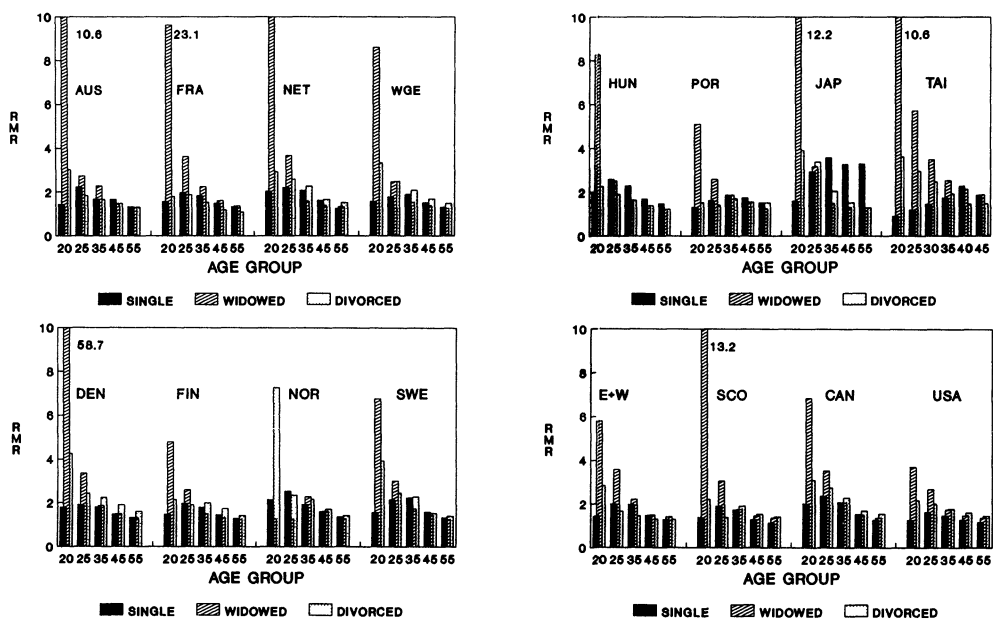 10
10.6
23.1
8
AUS FRA NET WGE
6
RMR
4
2
0
20 25 35 45 55 20 25 35 45 55 20 25 35 45 55 20 25 35 45 55
AGE GROUP
SINGLE WIDOWED DIVORCED
10
12.2
10.6
8
HUN POR JAP TAI
6
RMR
4
2
0
20 25 35 45 55 20 25 35 45 55 20 25 35 45 55 20 25 30 35 40 45
AGE GROUP
SINGLE WIDOWED DIVORCED
10
58.7
8
DEN FIN NOR SWE
6
RMR
4
2
0
20 25 35 45 55 20 25 35 45 55 20 25 35 45 55 20 25 35 45 55
AGE GROUP
SINGLE WIDOWED DIVORCED
10
13.2
8
E+W SCO CAN USA
6
RMR
4
2
0
20 25 35 45 55 20 25 35 45 55 20 25 35 45 55 20 25 35 45 55
AGE GROUP
SINGLE WIDOWED DIVORCED